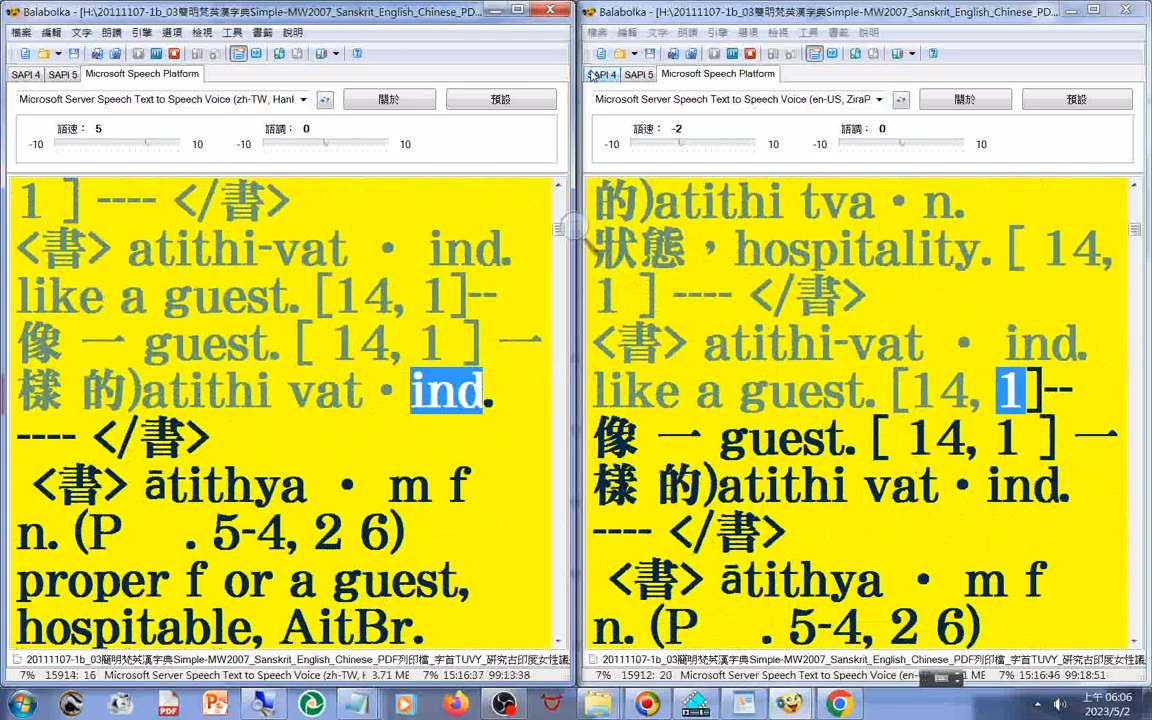 Balabolka - [H:\20111107-1b_03簡明梵英漢字典Simple-MW2007_Sanskrit_English_Chinese_PD...
檔案 編輯 文字 朗讀 引擎 選項 檢視 工具 書籤 說明
SAPI 4 SAPI 5 Microsoft Speech Platform
Microsoft Server Speech Text to Speech Voice (zh-TW, Hanl 關於 預設
語速： 5 語調： 0
-10 10 -10 10
1 ] ---- </書>
<書> atithi-vat • ind.
like a guest. [14, 1]--
像 一 guest. [ 14, 1 ] 一
樣 的)atithi vat • ind.
---- </書>
<書> ātithya • m f
n. (P . 5-4, 2 6)
proper f or a guest,
hospitable, AitBr.
20111107-1b_03簡明梵英漢字典Simple-MW2007_Sanskrit_English_Chinese_PDF列印檔_字首TUVY_研究古印度女性議
7% 15914: 16 Microsoft Server Speech Text to Speech Voice (zh-TW, H 3.71 ME 7% 15:16:37 99:13:38
Balabolka - [H:\20111107-1b_03簡明梵英漢字典Simple-MW2007_Sanskrit_English_Chinese_PD...
檔案 編輯 文字 朗讀 引擎 選項 檢視 工具 書籤 說明
SAPI 4 SAPI 5 Microsoft Speech Platform
Microsoft Server Speech Text to Speech Voice (en-US, ZiraP 關於 預設
語速： -2 語調： 0
-10 10 -10 10
的)atithi tva • n.
狀態，hospitality. [ 14,
1 ] ---- </書>
<書> atithi-vat • ind.
like a guest. [14, 1]--
像 一 guest. [ 14, 1 ] 一
樣 的)atithi vat • ind.
---- </書>
<書> ātithya • m f
n. (P . 5-4, 2 6)
20111107-1b_03簡明梵英漢字典Simple-MW2007_Sanskrit_English_Chinese_PDF列印檔_字首TUVY_研究古印度女性議
7% 15912: 20 Microsoft Server Speech Text to Speech Voice (en-us ME 7% 15:16:46 99:18:51
上午 06:06
2023/5/2